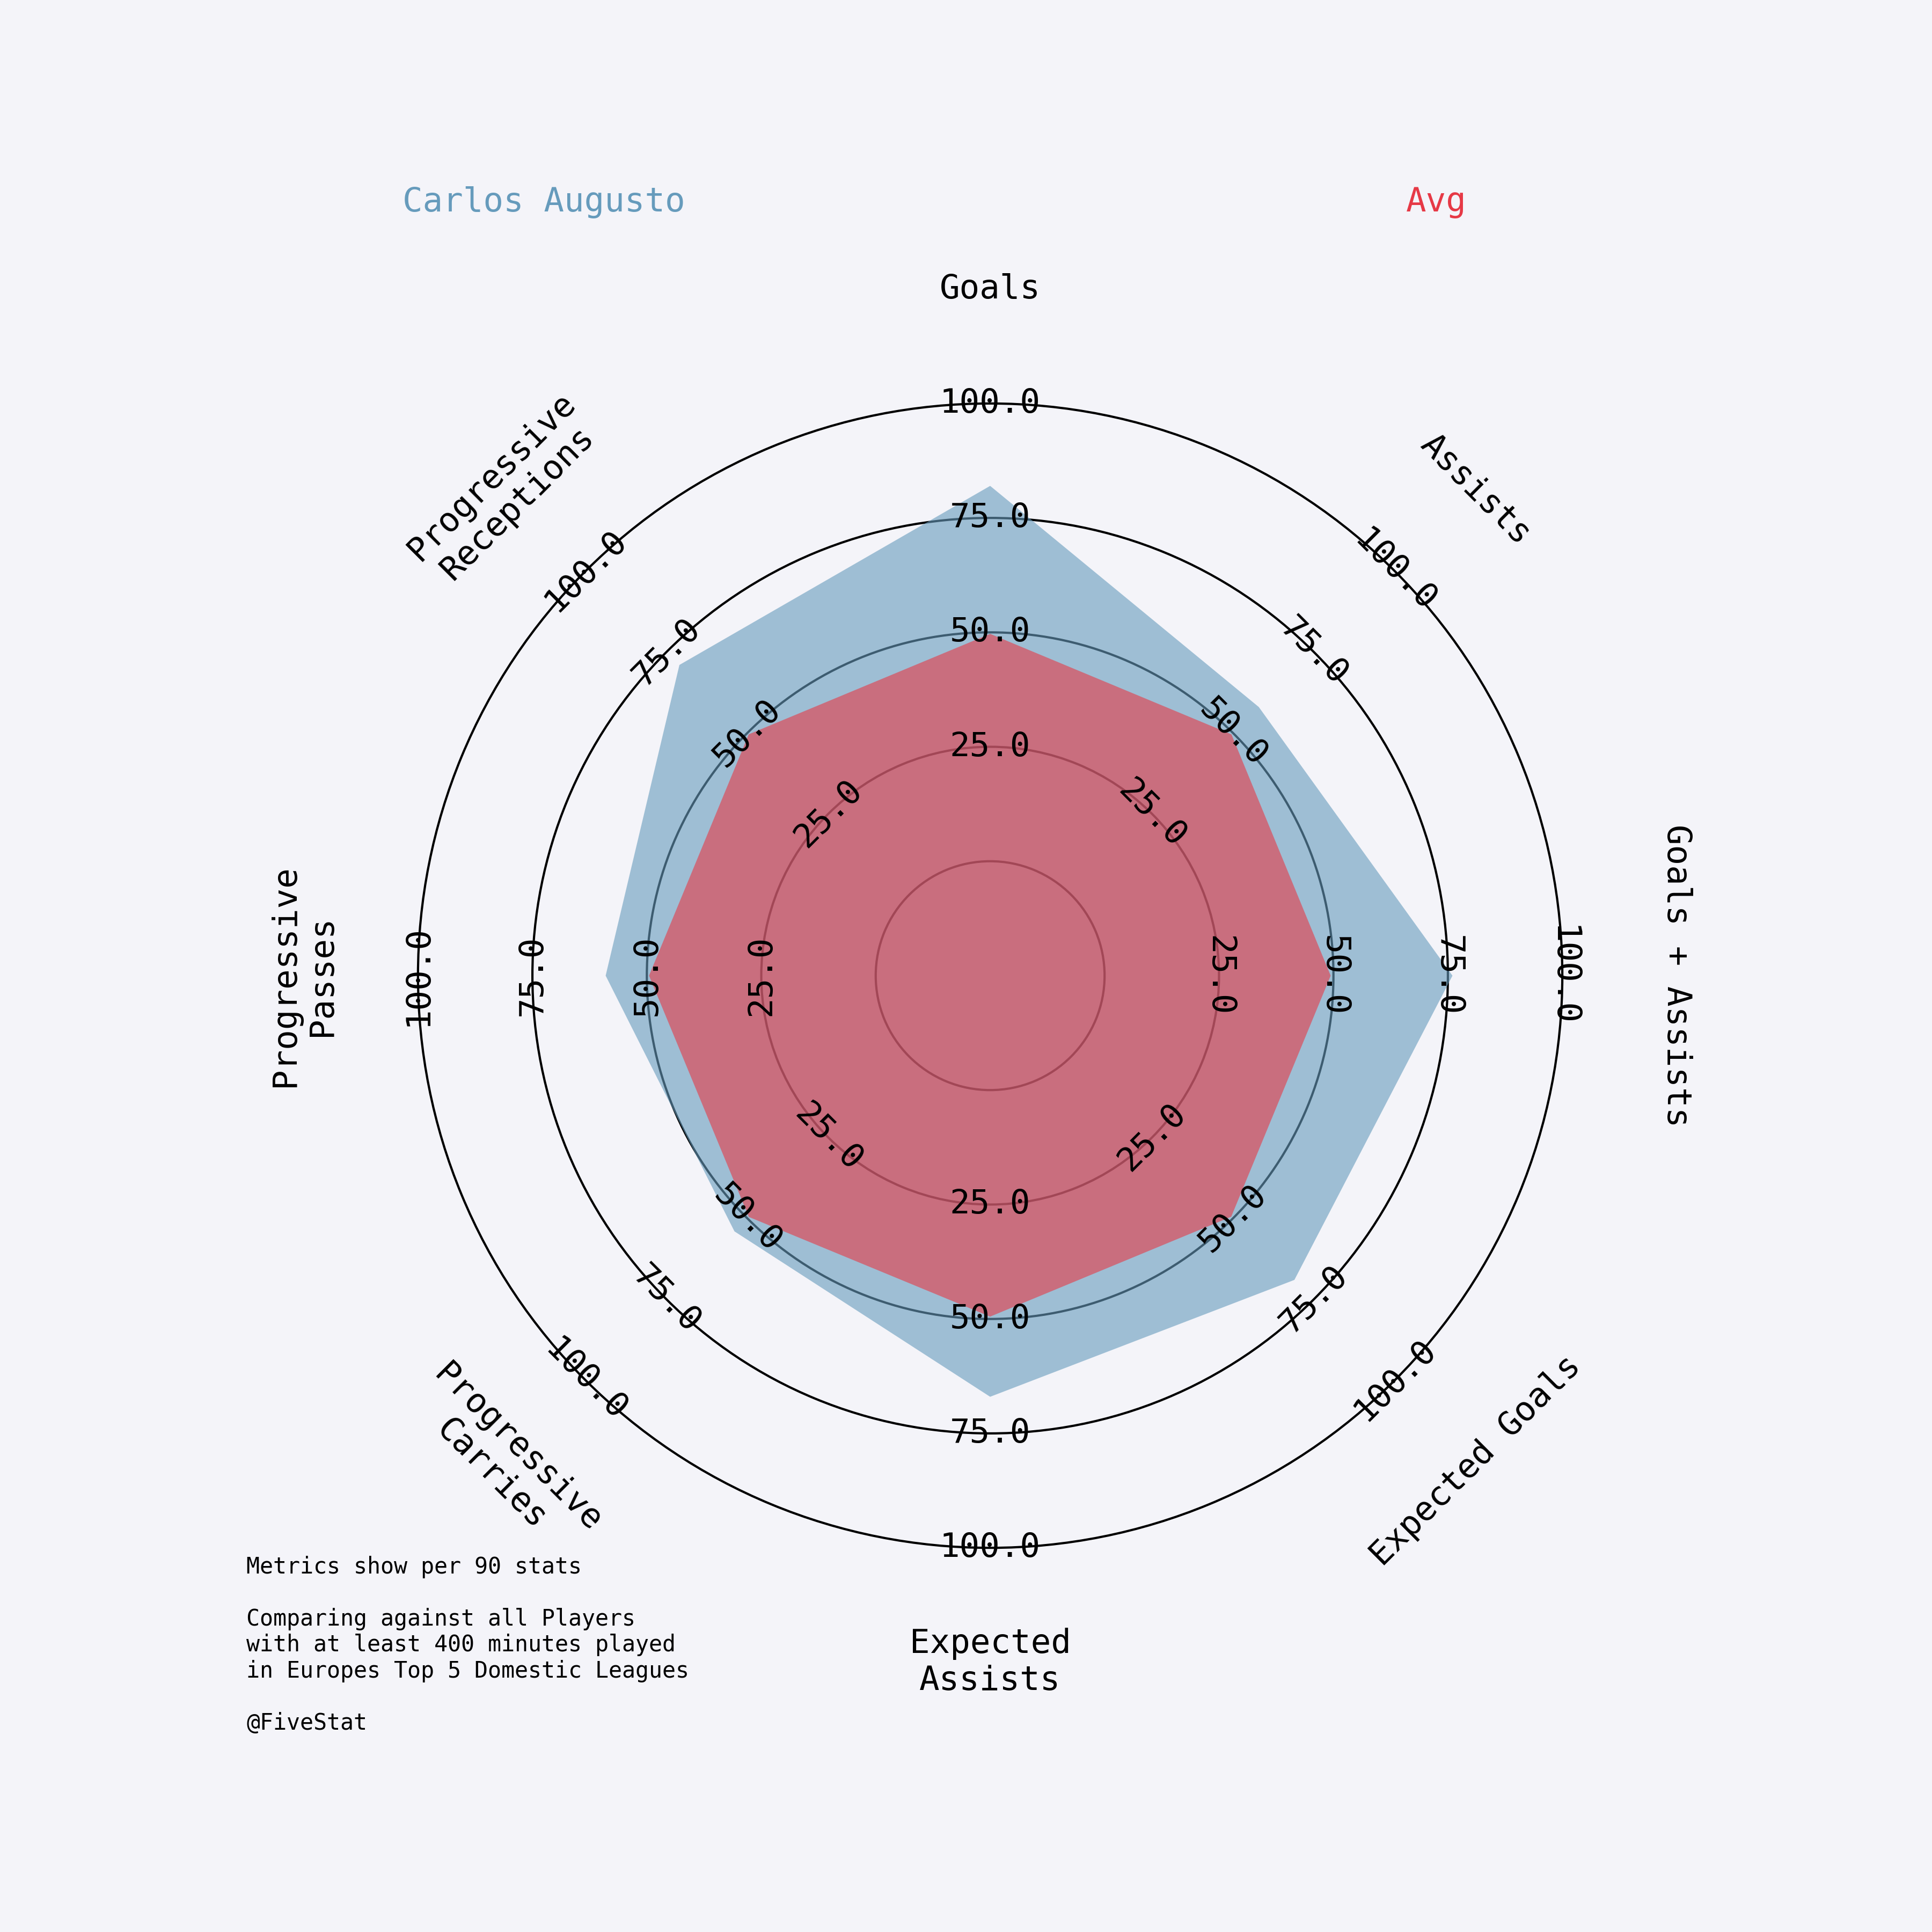 Carlos Augusto
Avg
Goals
Assists
Goals + Assists
Expected Goals
Expected
Assists
Progressive
Carries
Progressive
Passes
Progressive
Receptions
25.0
50.0
75.0
100.0
25.0
50.0
75.0
100.0
25.0
50.0
75.0
100.0
25.0
50.0
75.0
100.0
25.0
50.0
75.0
100.0
25.0
50.0
75.0
100.0
25.0
50.0
75.0
100.0
25.0
50.0
75.0
100.0
Metrics show per 90 stats
Comparing against all Players
with at least 400 minutes played
in Europes Top 5 Domestic Leagues
@FiveStat